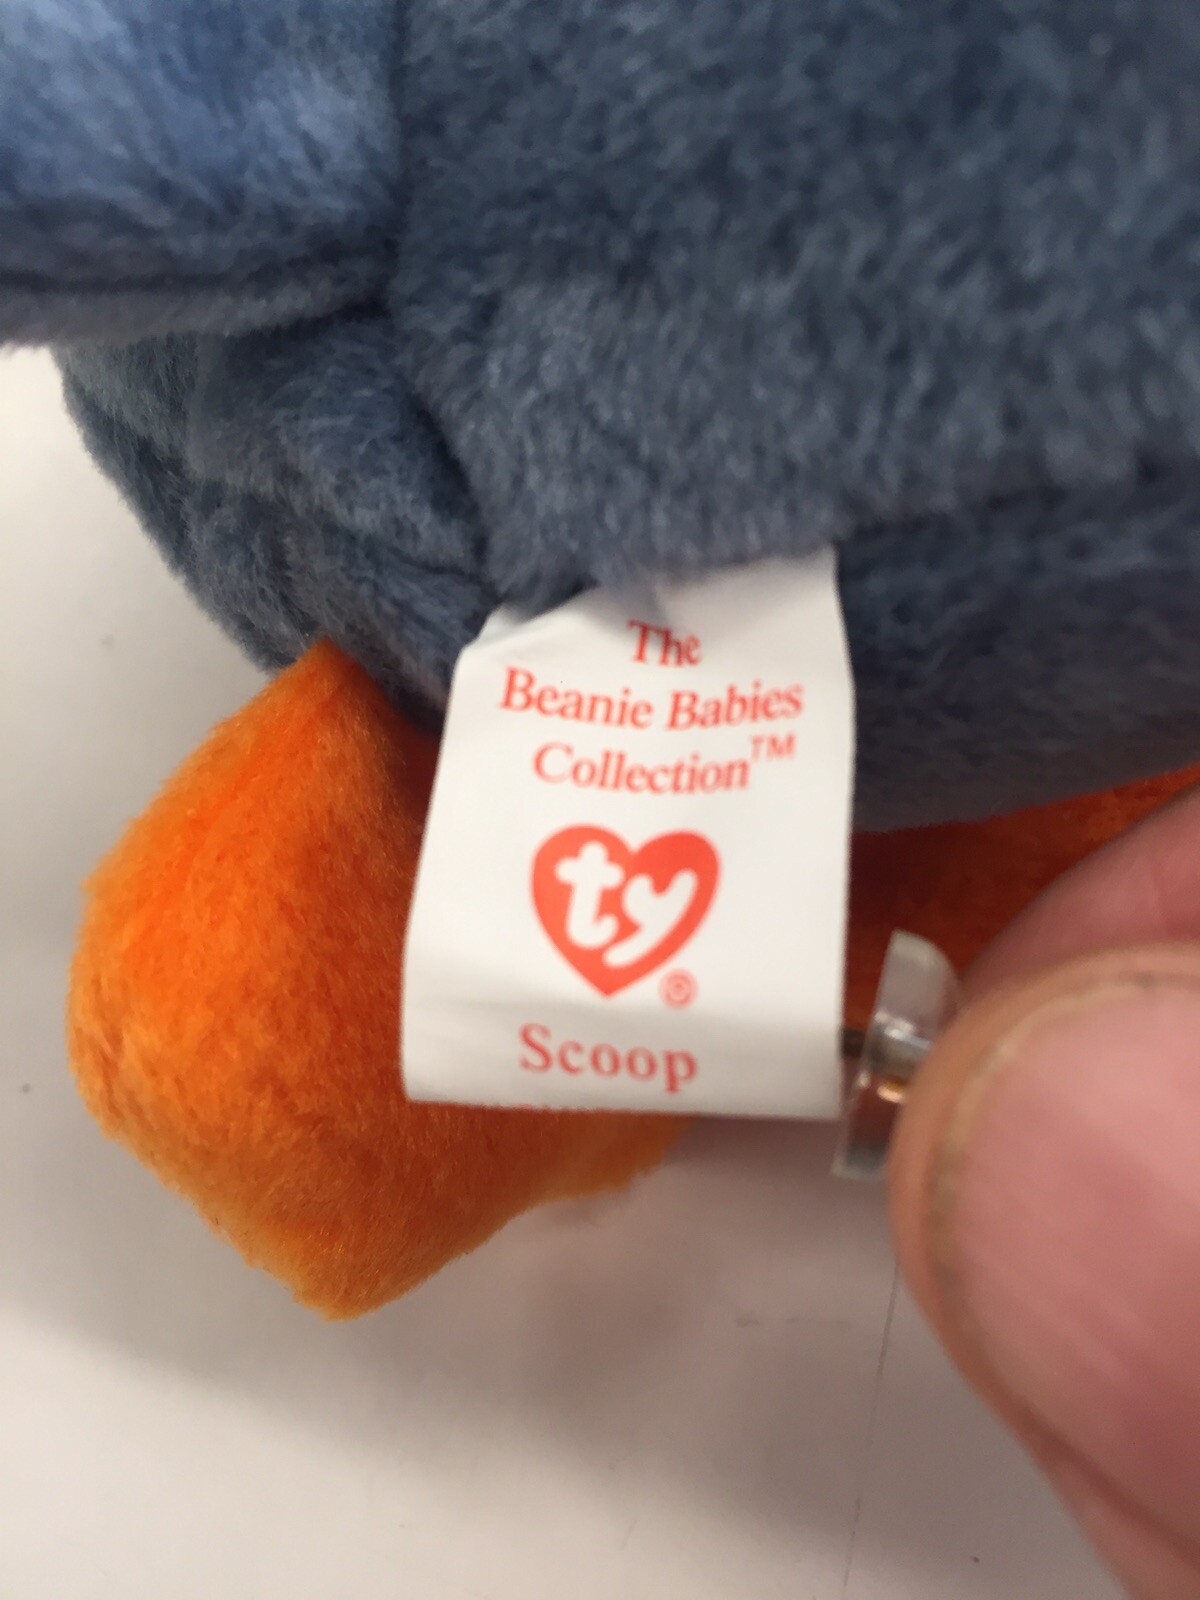 The
Beanie Babies
Collection™
ty®
Scoop